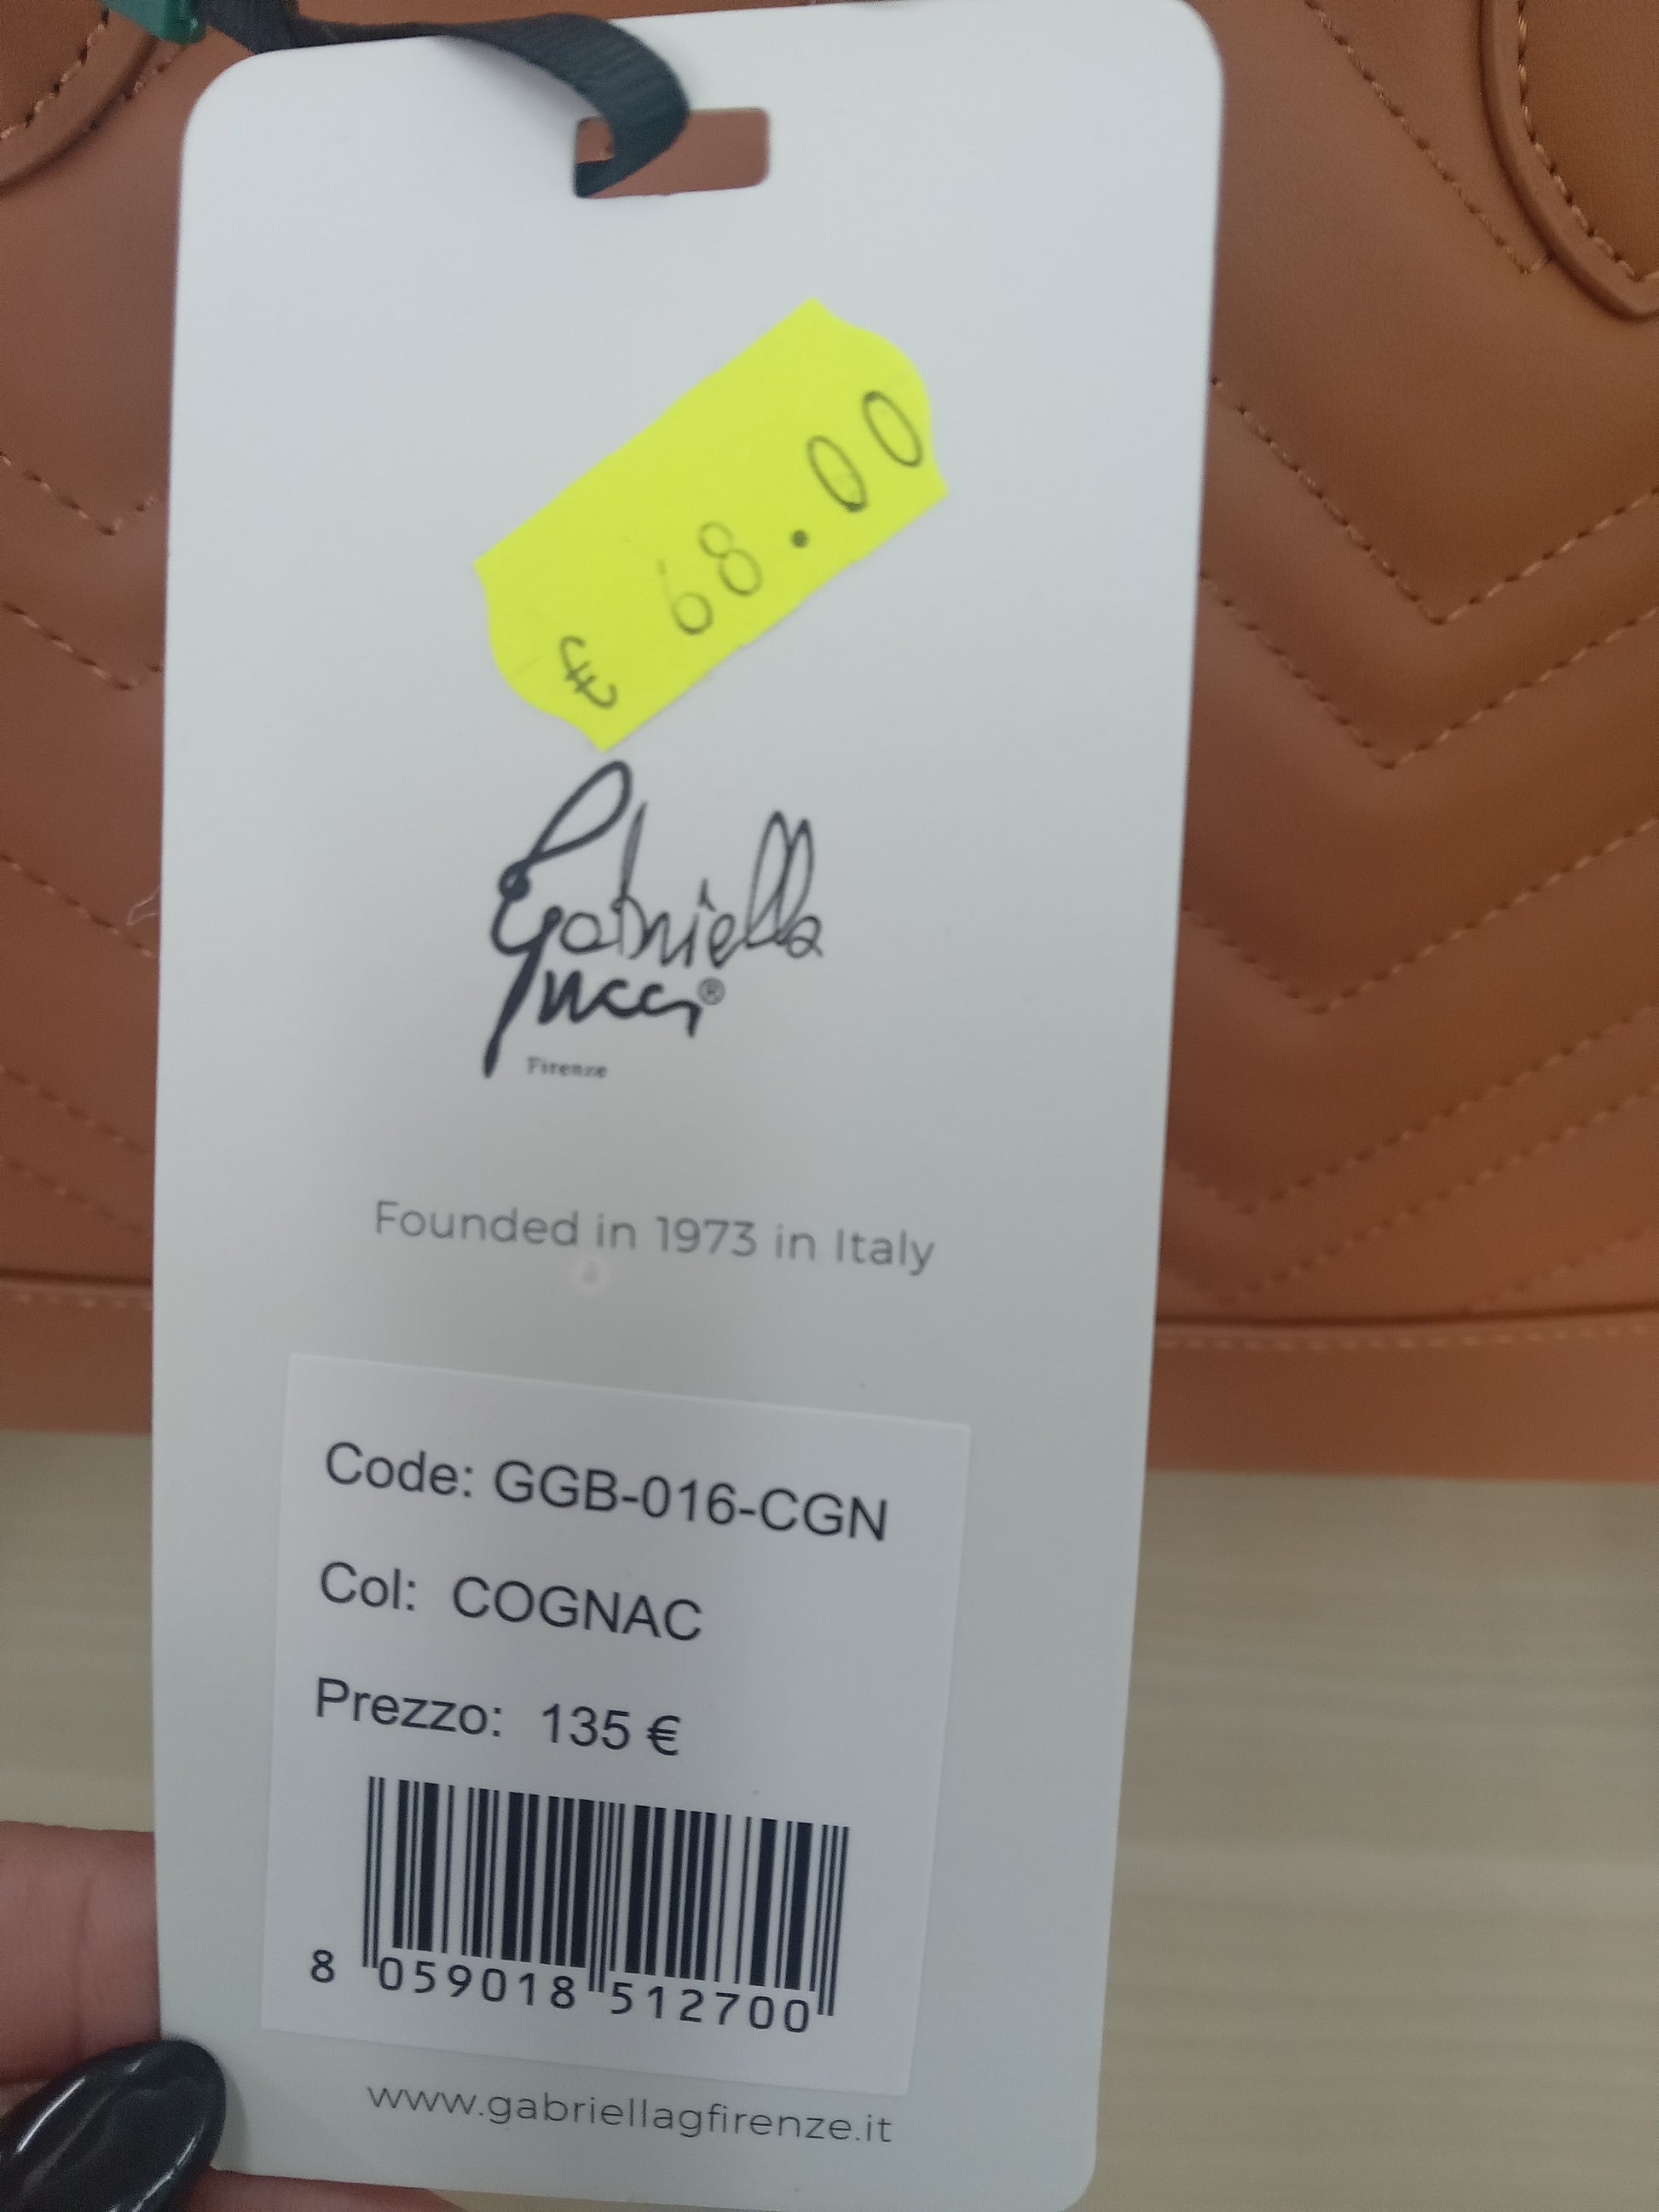 € 68.00
Gabriella
Gucci®
Firenze
Founded in 1973 in Italy
Code: GGB-016-CGN
Col: COGNAC
Prezzo: 135 €
8 059018 512700
www.gabriellagfirenze.it